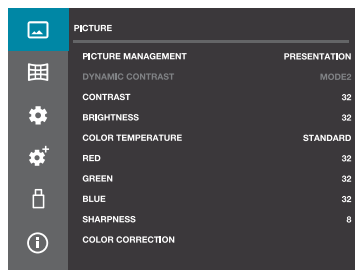 PICTURE
PICTURE MANAGEMENT PRESENTATION
DYNAMIC CONTRAST MODE2
CONTRAST 32
BRIGHTNESS 32
COLOR TEMPERATURE STANDARD
RED 32
GREEN 32
BLUE 32
SHARPNESS 8
COLOR CORRECTION